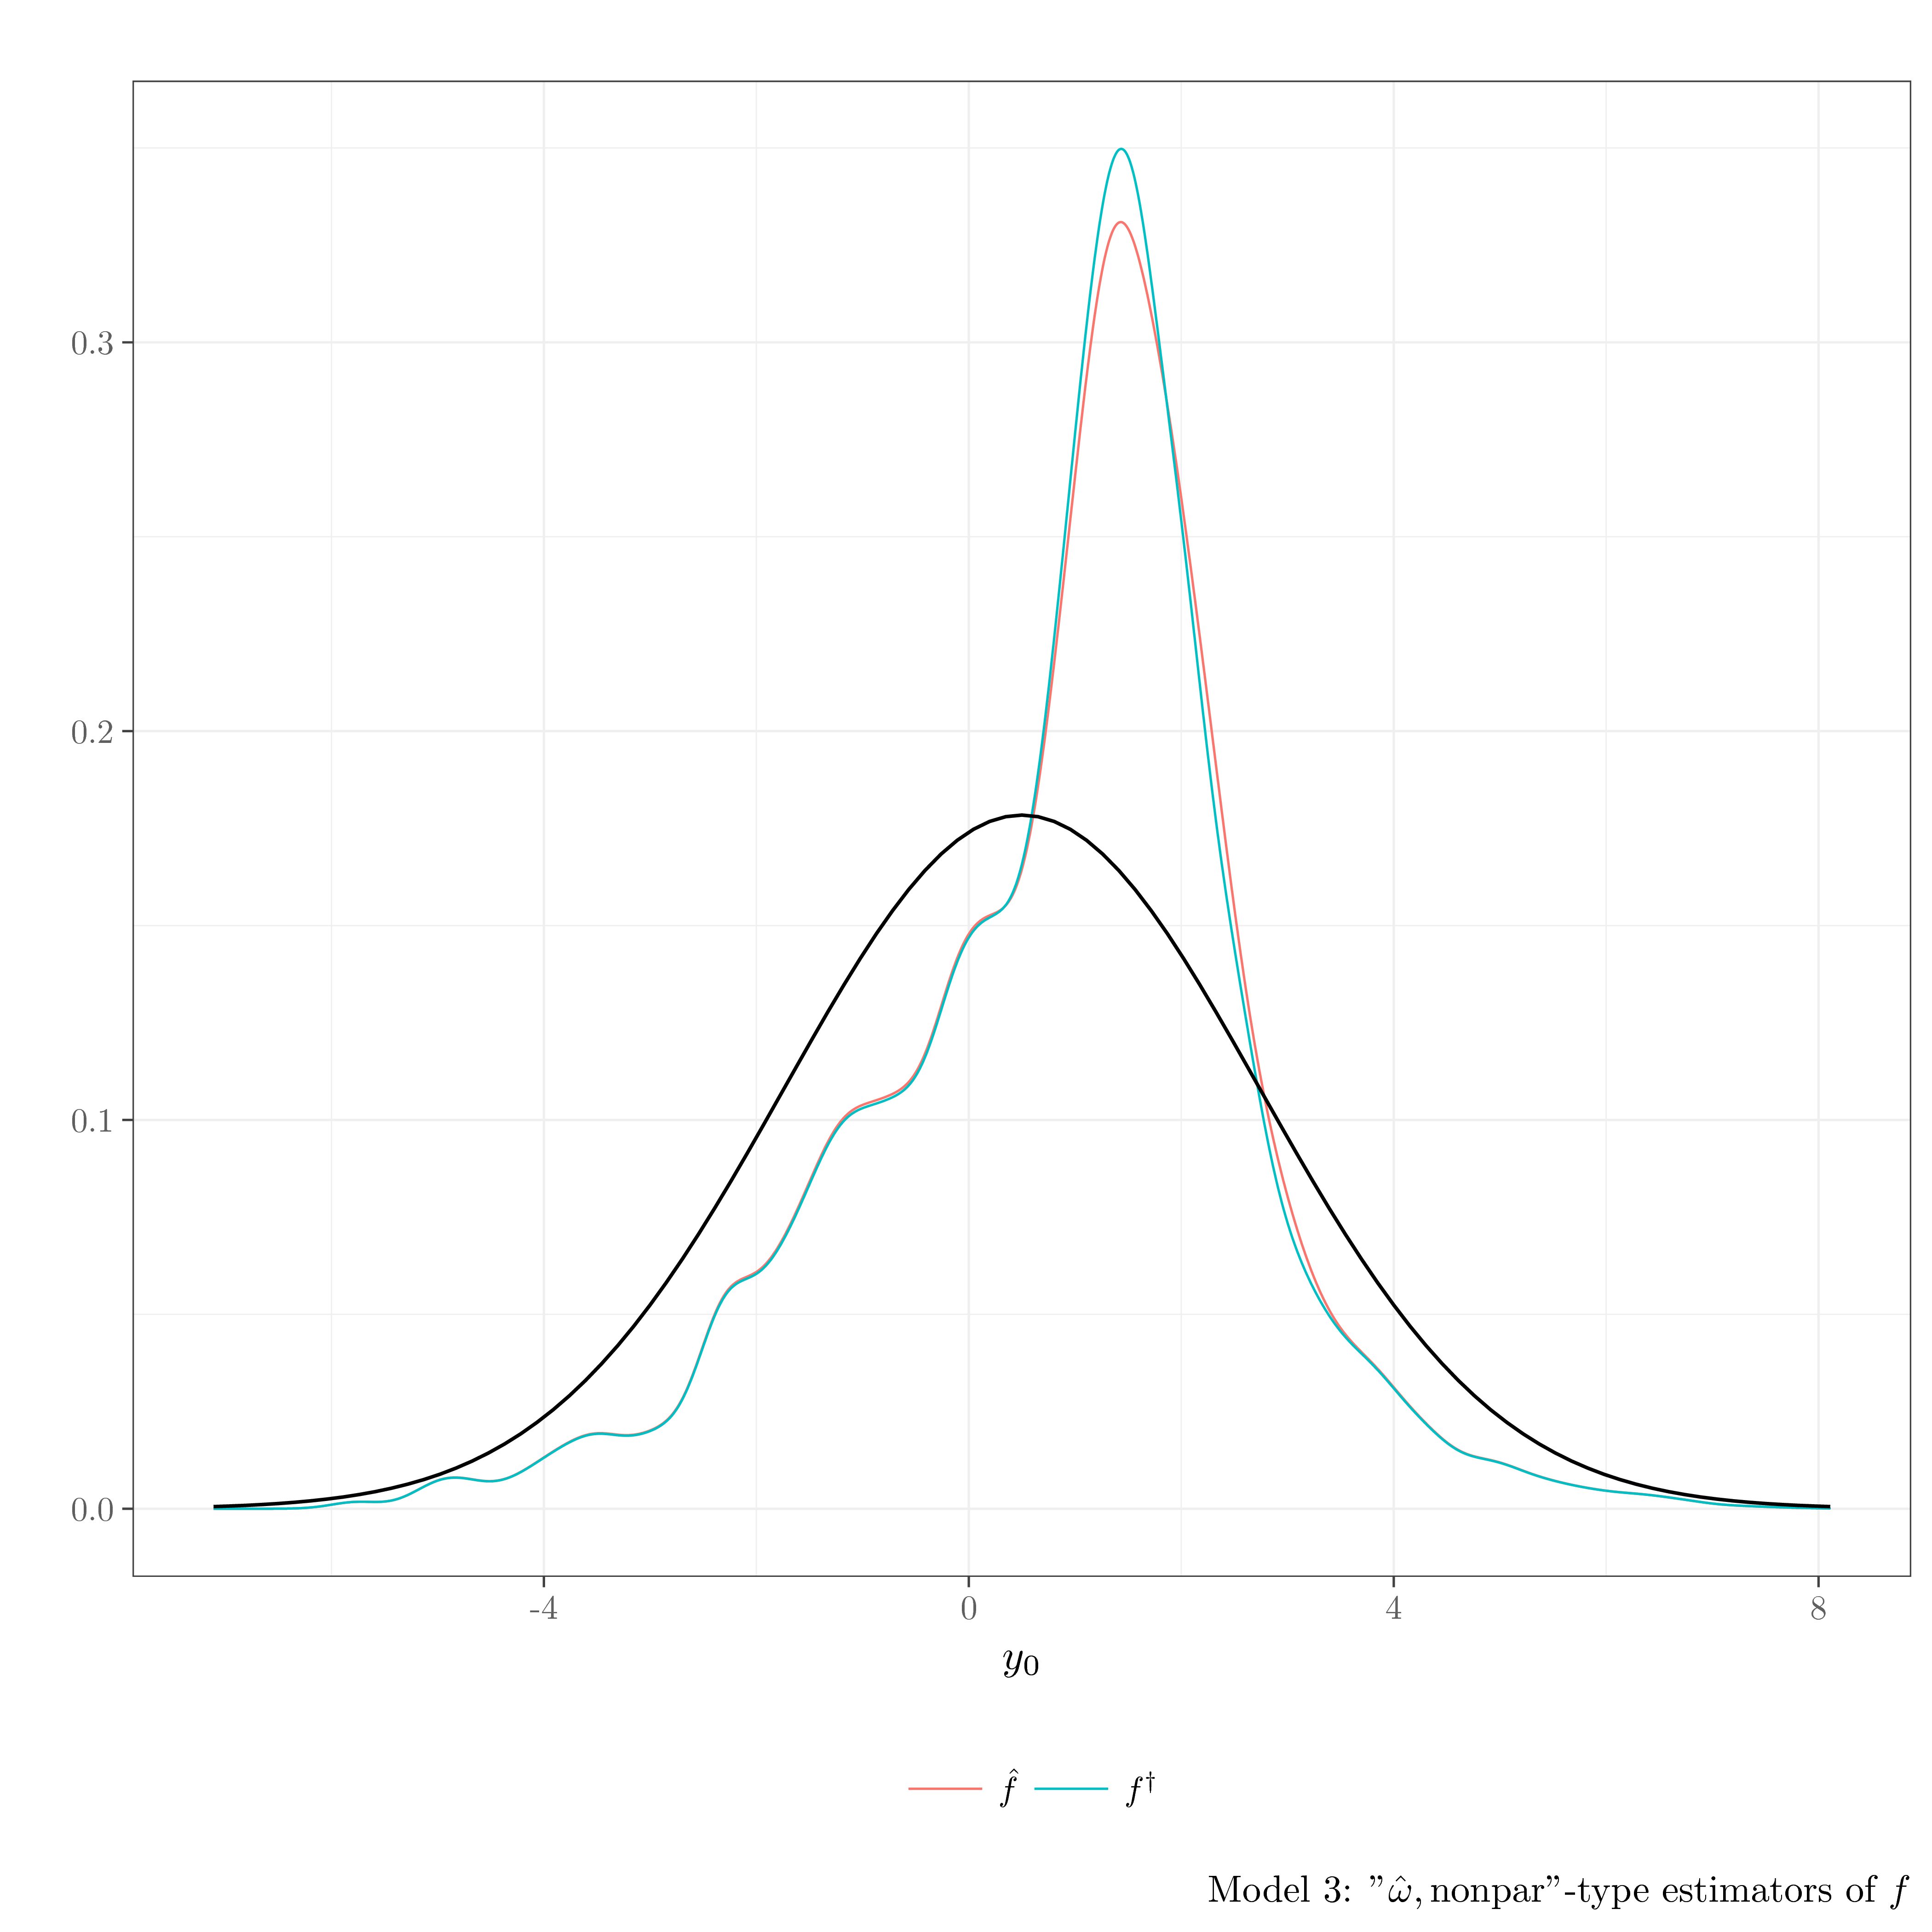 0.3
0.2
0.1
0.0
-4 0 4 8
y₀
f̂ f†
Model 3: ”ω̂, nonpar”-type estimators of f